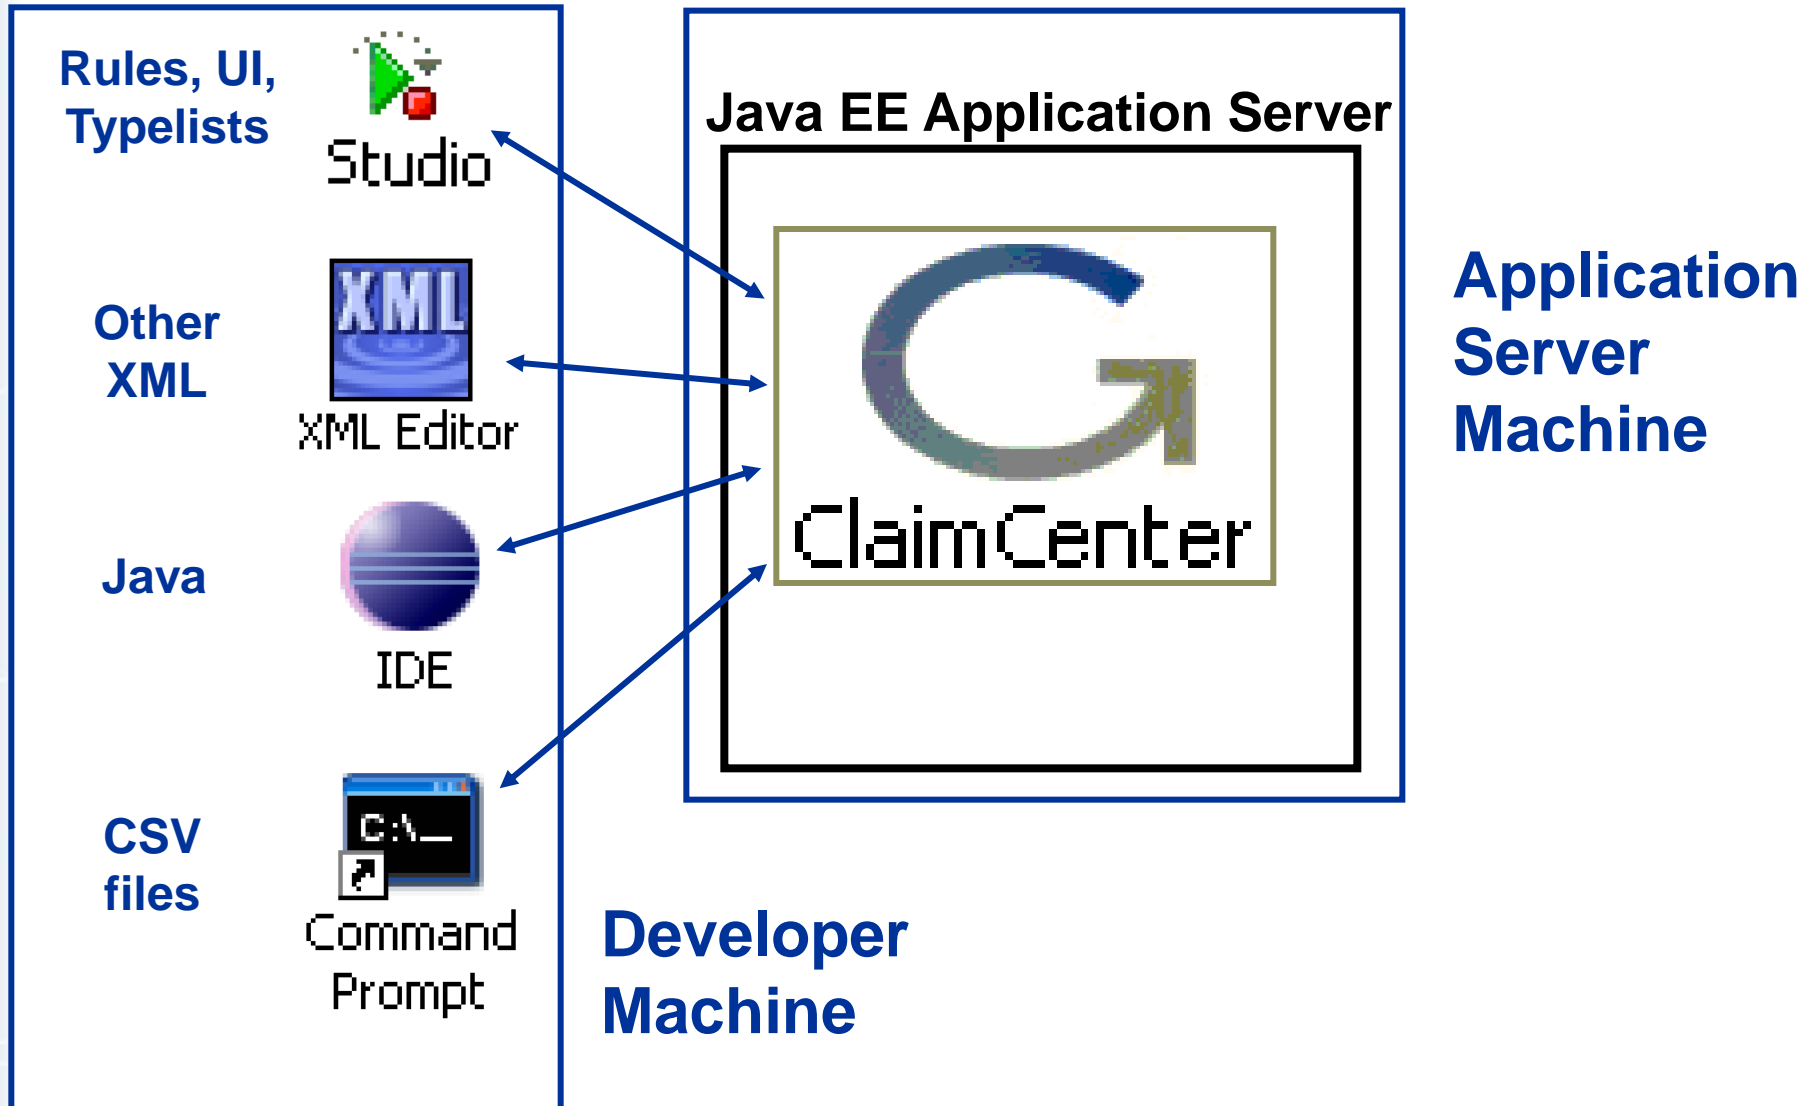 Rules, UI,
Typelists
Studio
Other
XML
XML
XML Editor
Java
IDE
CSV
files
C:\_
Command
Prompt
Developer
Machine
Java EE Application Server
ClaimCenter
Application
Server
Machine